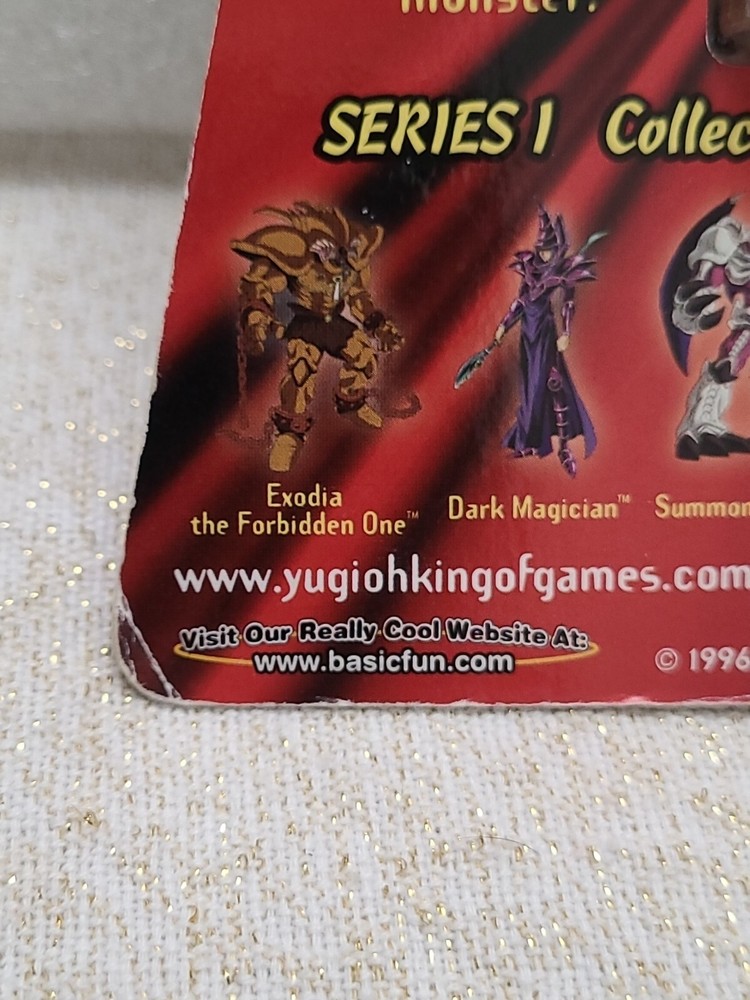 monster.
SERIES 1 Collec
Exodia
the Forbidden One™
Dark Magician™
Summon
www.yugiohkingofgames.com
Visit Our Really Cool Website At:
www.basicfun.com
© 1996